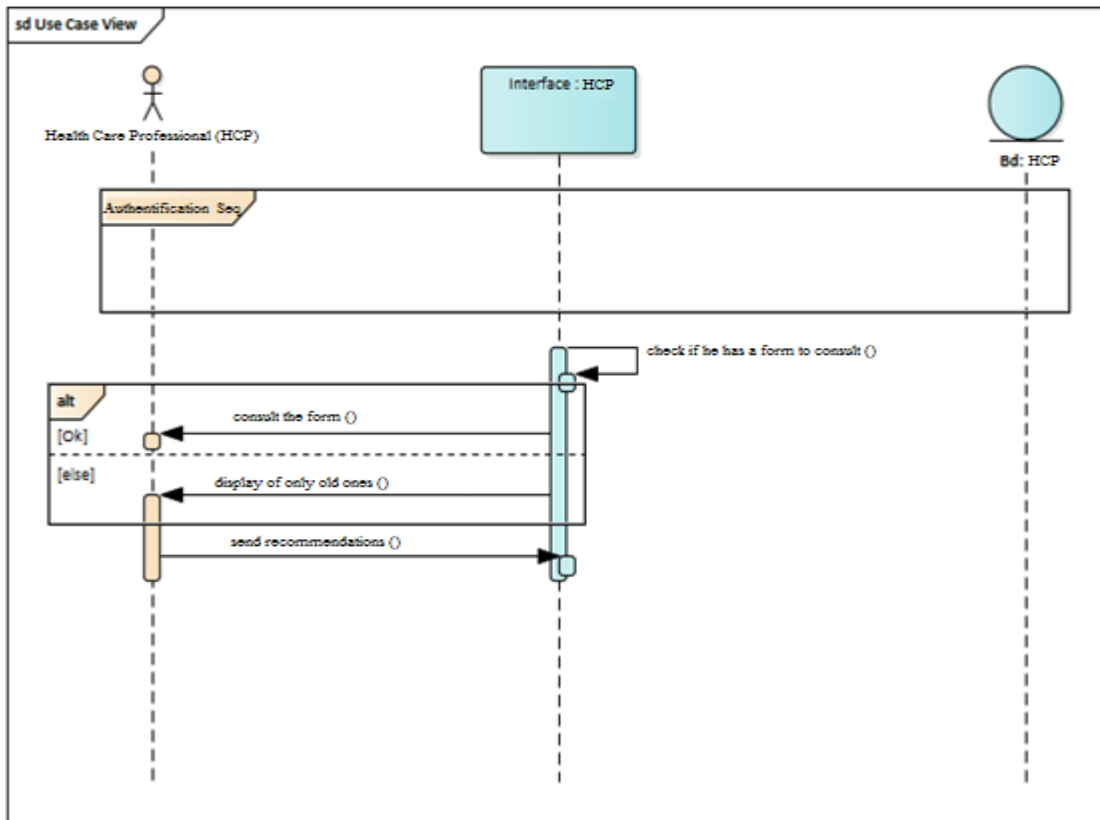 sd Use Case View
Interface : HCP
Health Care Professional (HCP)
Bd: HCP
Authentification Seq
check if he has a form to consult ()
alt
consult the form ()
[Ok]
[else]
display of only old ones ()
send recommendations ()